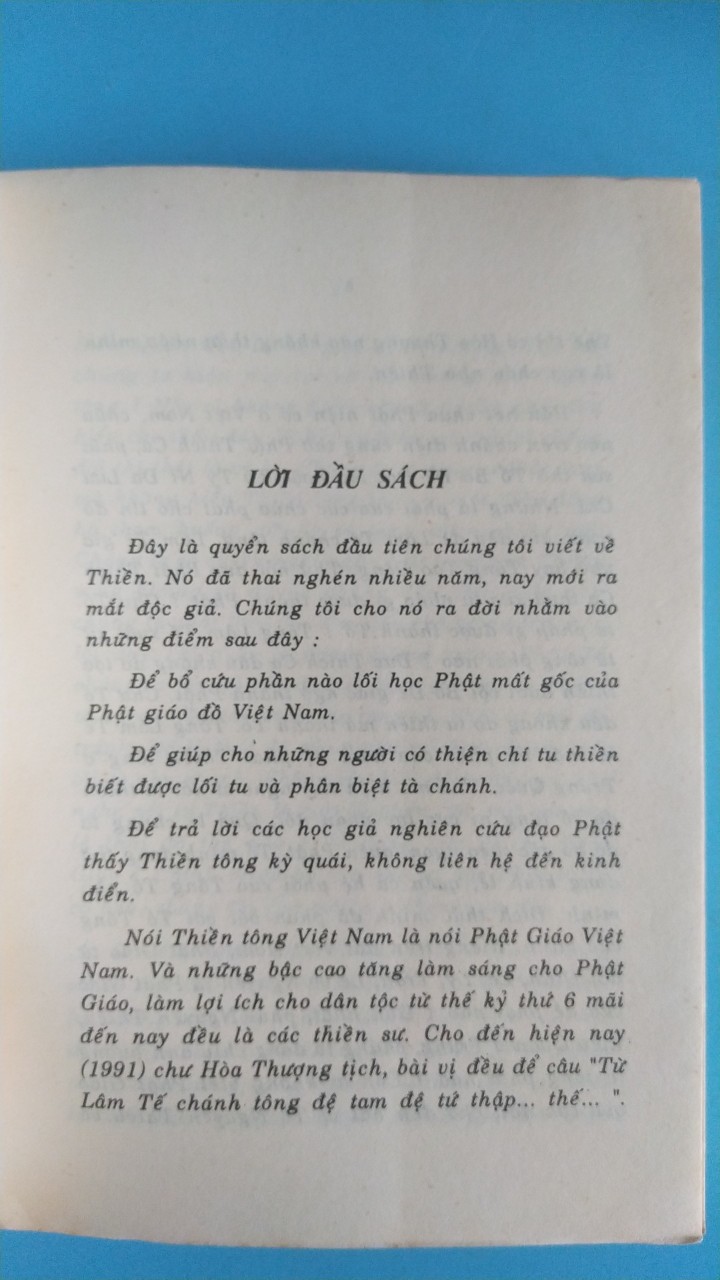 LỜI ĐẦU SÁCH
Đây là quyển sách đầu tiên chúng tôi viết về
Thiền. Nó đã thai nghén nhiều năm, nay mới ra
mắt độc giả. Chúng tôi cho nó ra đời nhằm vào
những điểm sau đây :
Để bổ cứu phần nào lối học Phật mất gốc của
Phật giáo đồ Việt Nam.
Để giúp cho những người có thiện chí tu thiền
biết được lối tu và phân biệt tà chánh.
Để trả lời các học giả nghiên cứu đạo Phật
thấy Thiền tông kỳ quái, không liên hệ đến kinh
điển.
Nói Thiền tông Việt Nam là nói Phật Giáo Việt
Nam. Và những bậc cao tăng làm sáng cho Phật
Giáo, làm lợi ích cho dân tộc từ thế kỷ thứ 6 mãi
đến nay đều là các thiền sư. Cho đến hiện nay
(1991) chư Hòa Thượng tịch, bài vị đều để câu "Từ
Lâm Tế chánh tông đệ tam đệ tứ thập... thế... ".